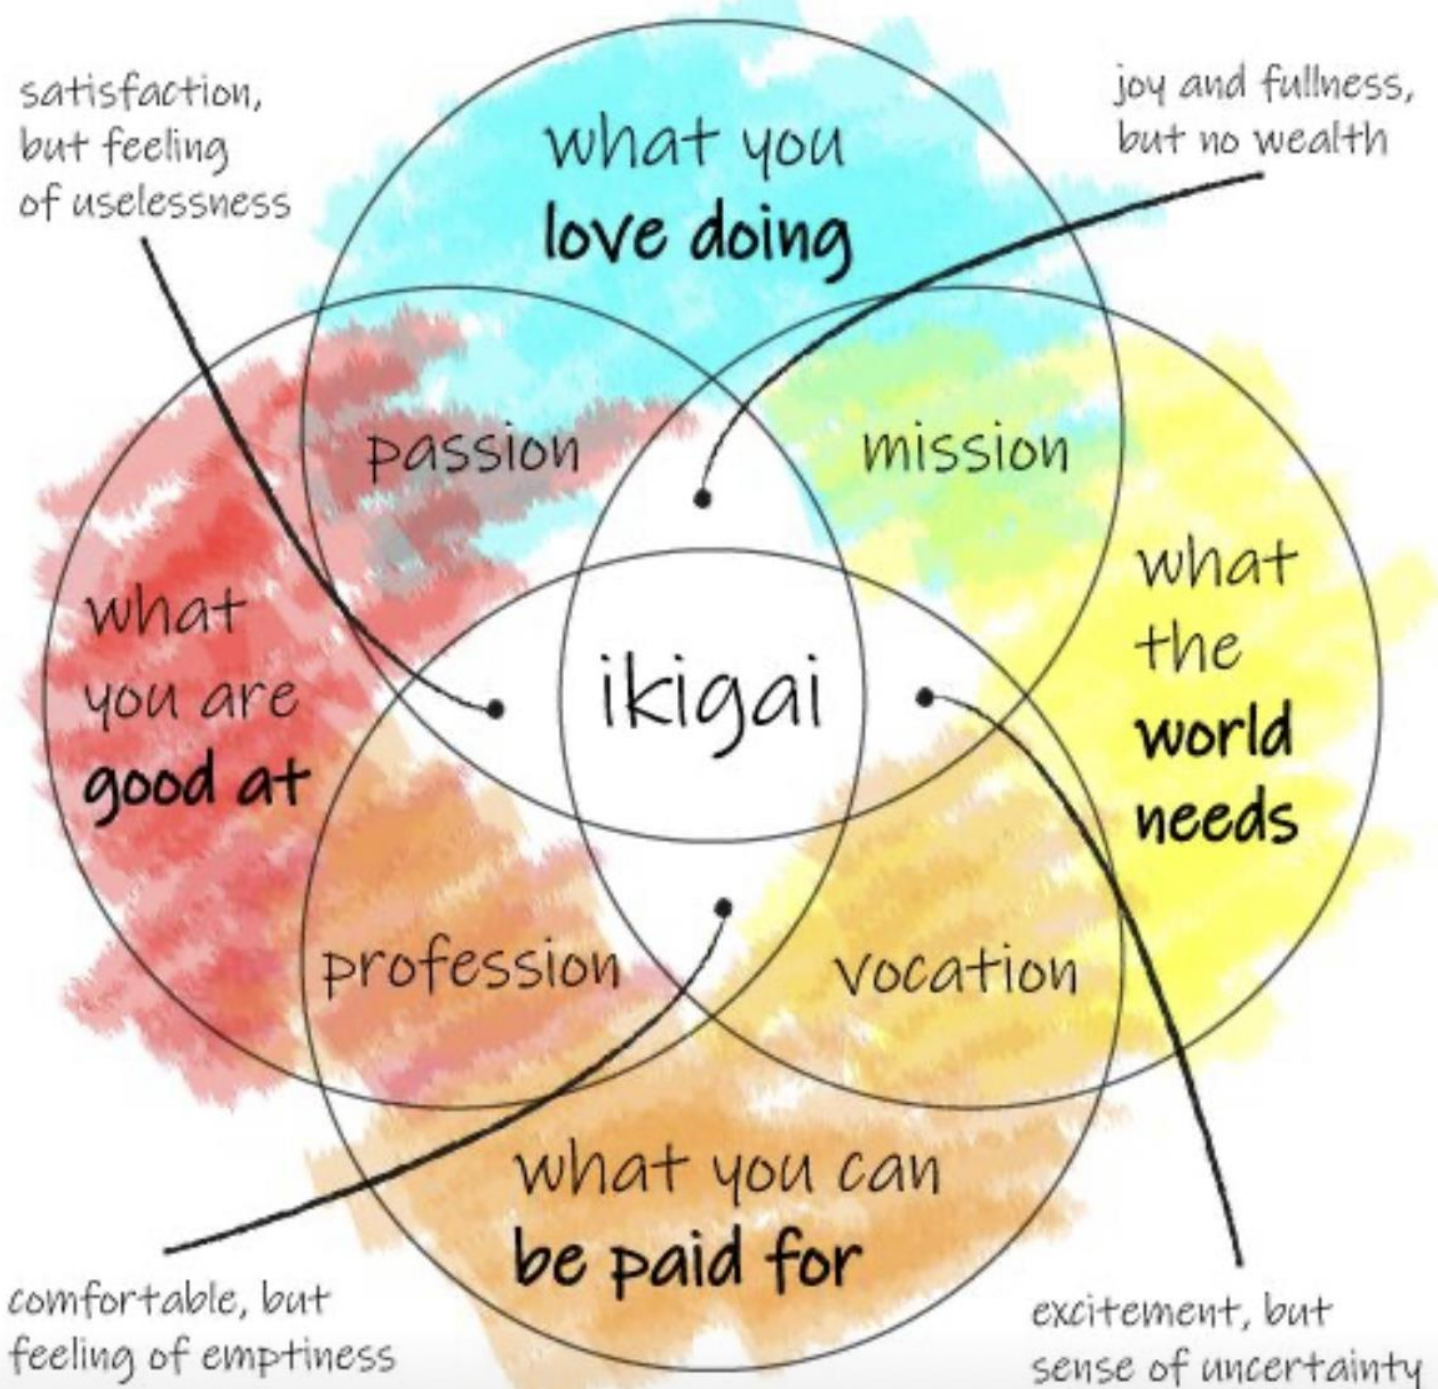 satisfaction,
but feeling
of uselessness
joy and fullness,
but no wealth
what you
love doing
passion
mission
what
you are
good at
ikigai
what
the
world
needs
profession
vocation
what you can
be paid for
comfortable, but
feeling of emptiness
excitement, but
sense of uncertainty